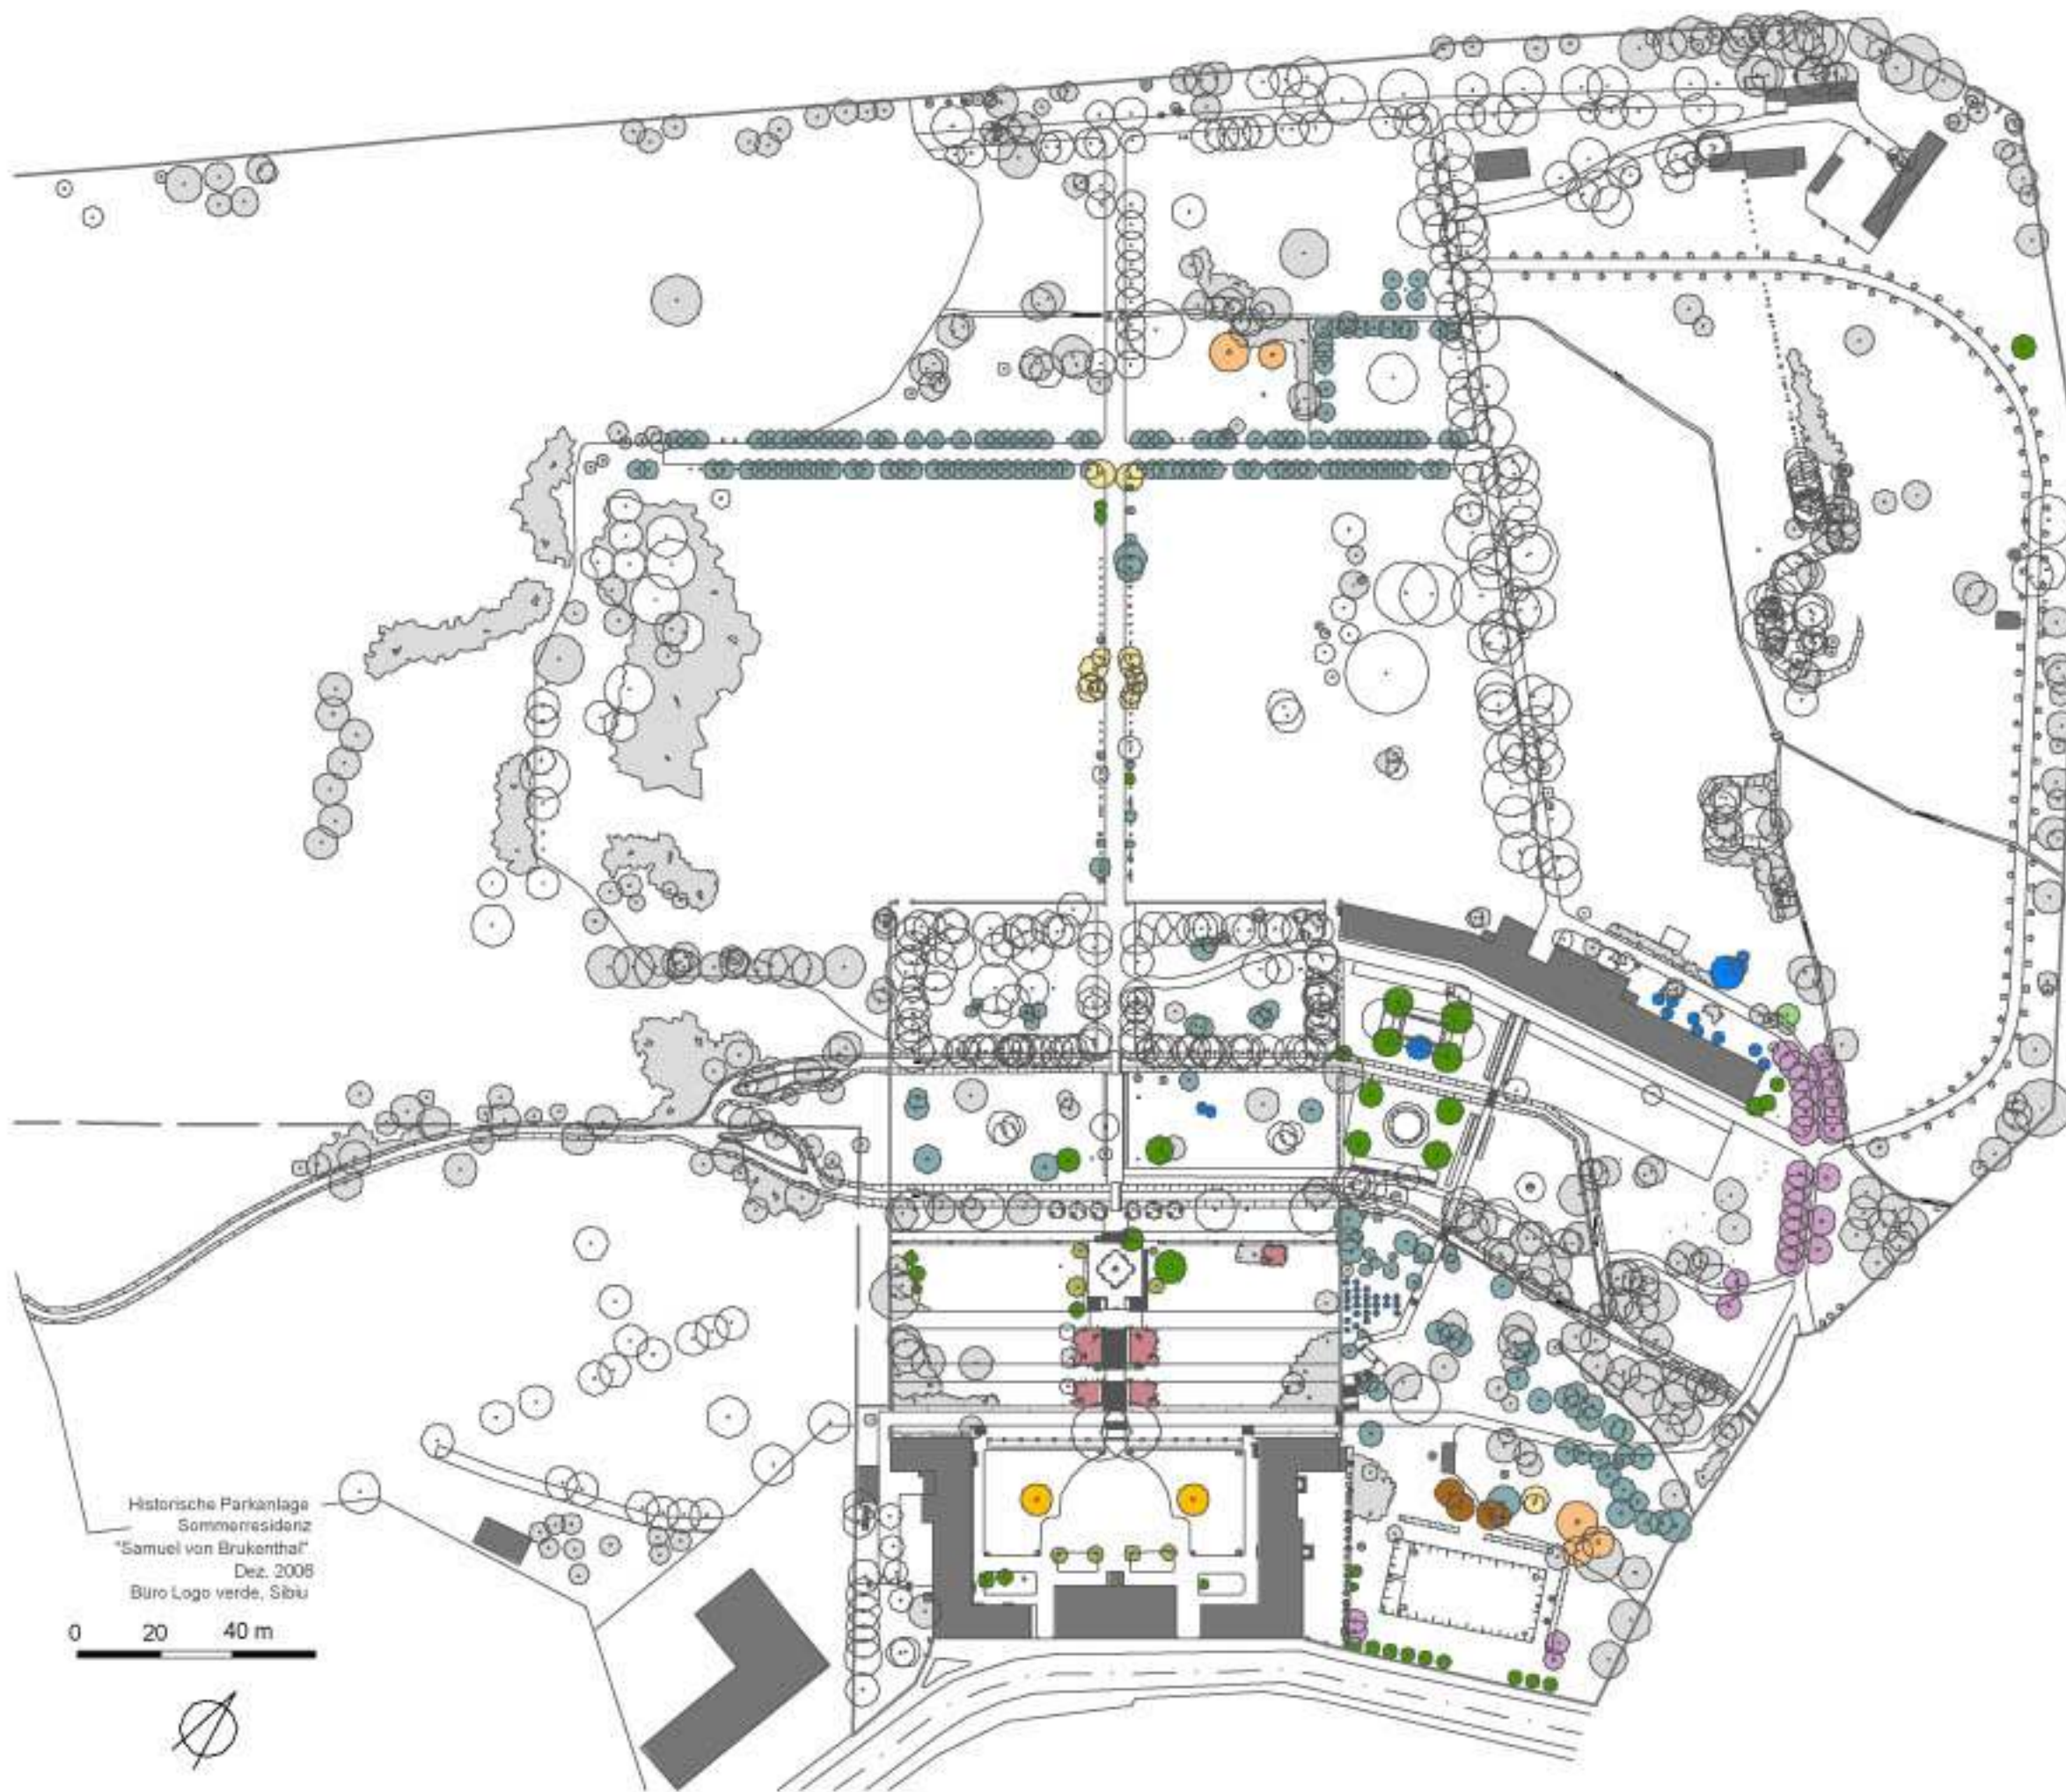 Historische Parkanlage
Sommerresidenz
"Samuel von Brukenthal"
Dez. 2008
Büro Logo verde, Sibiu
0 20 40 m